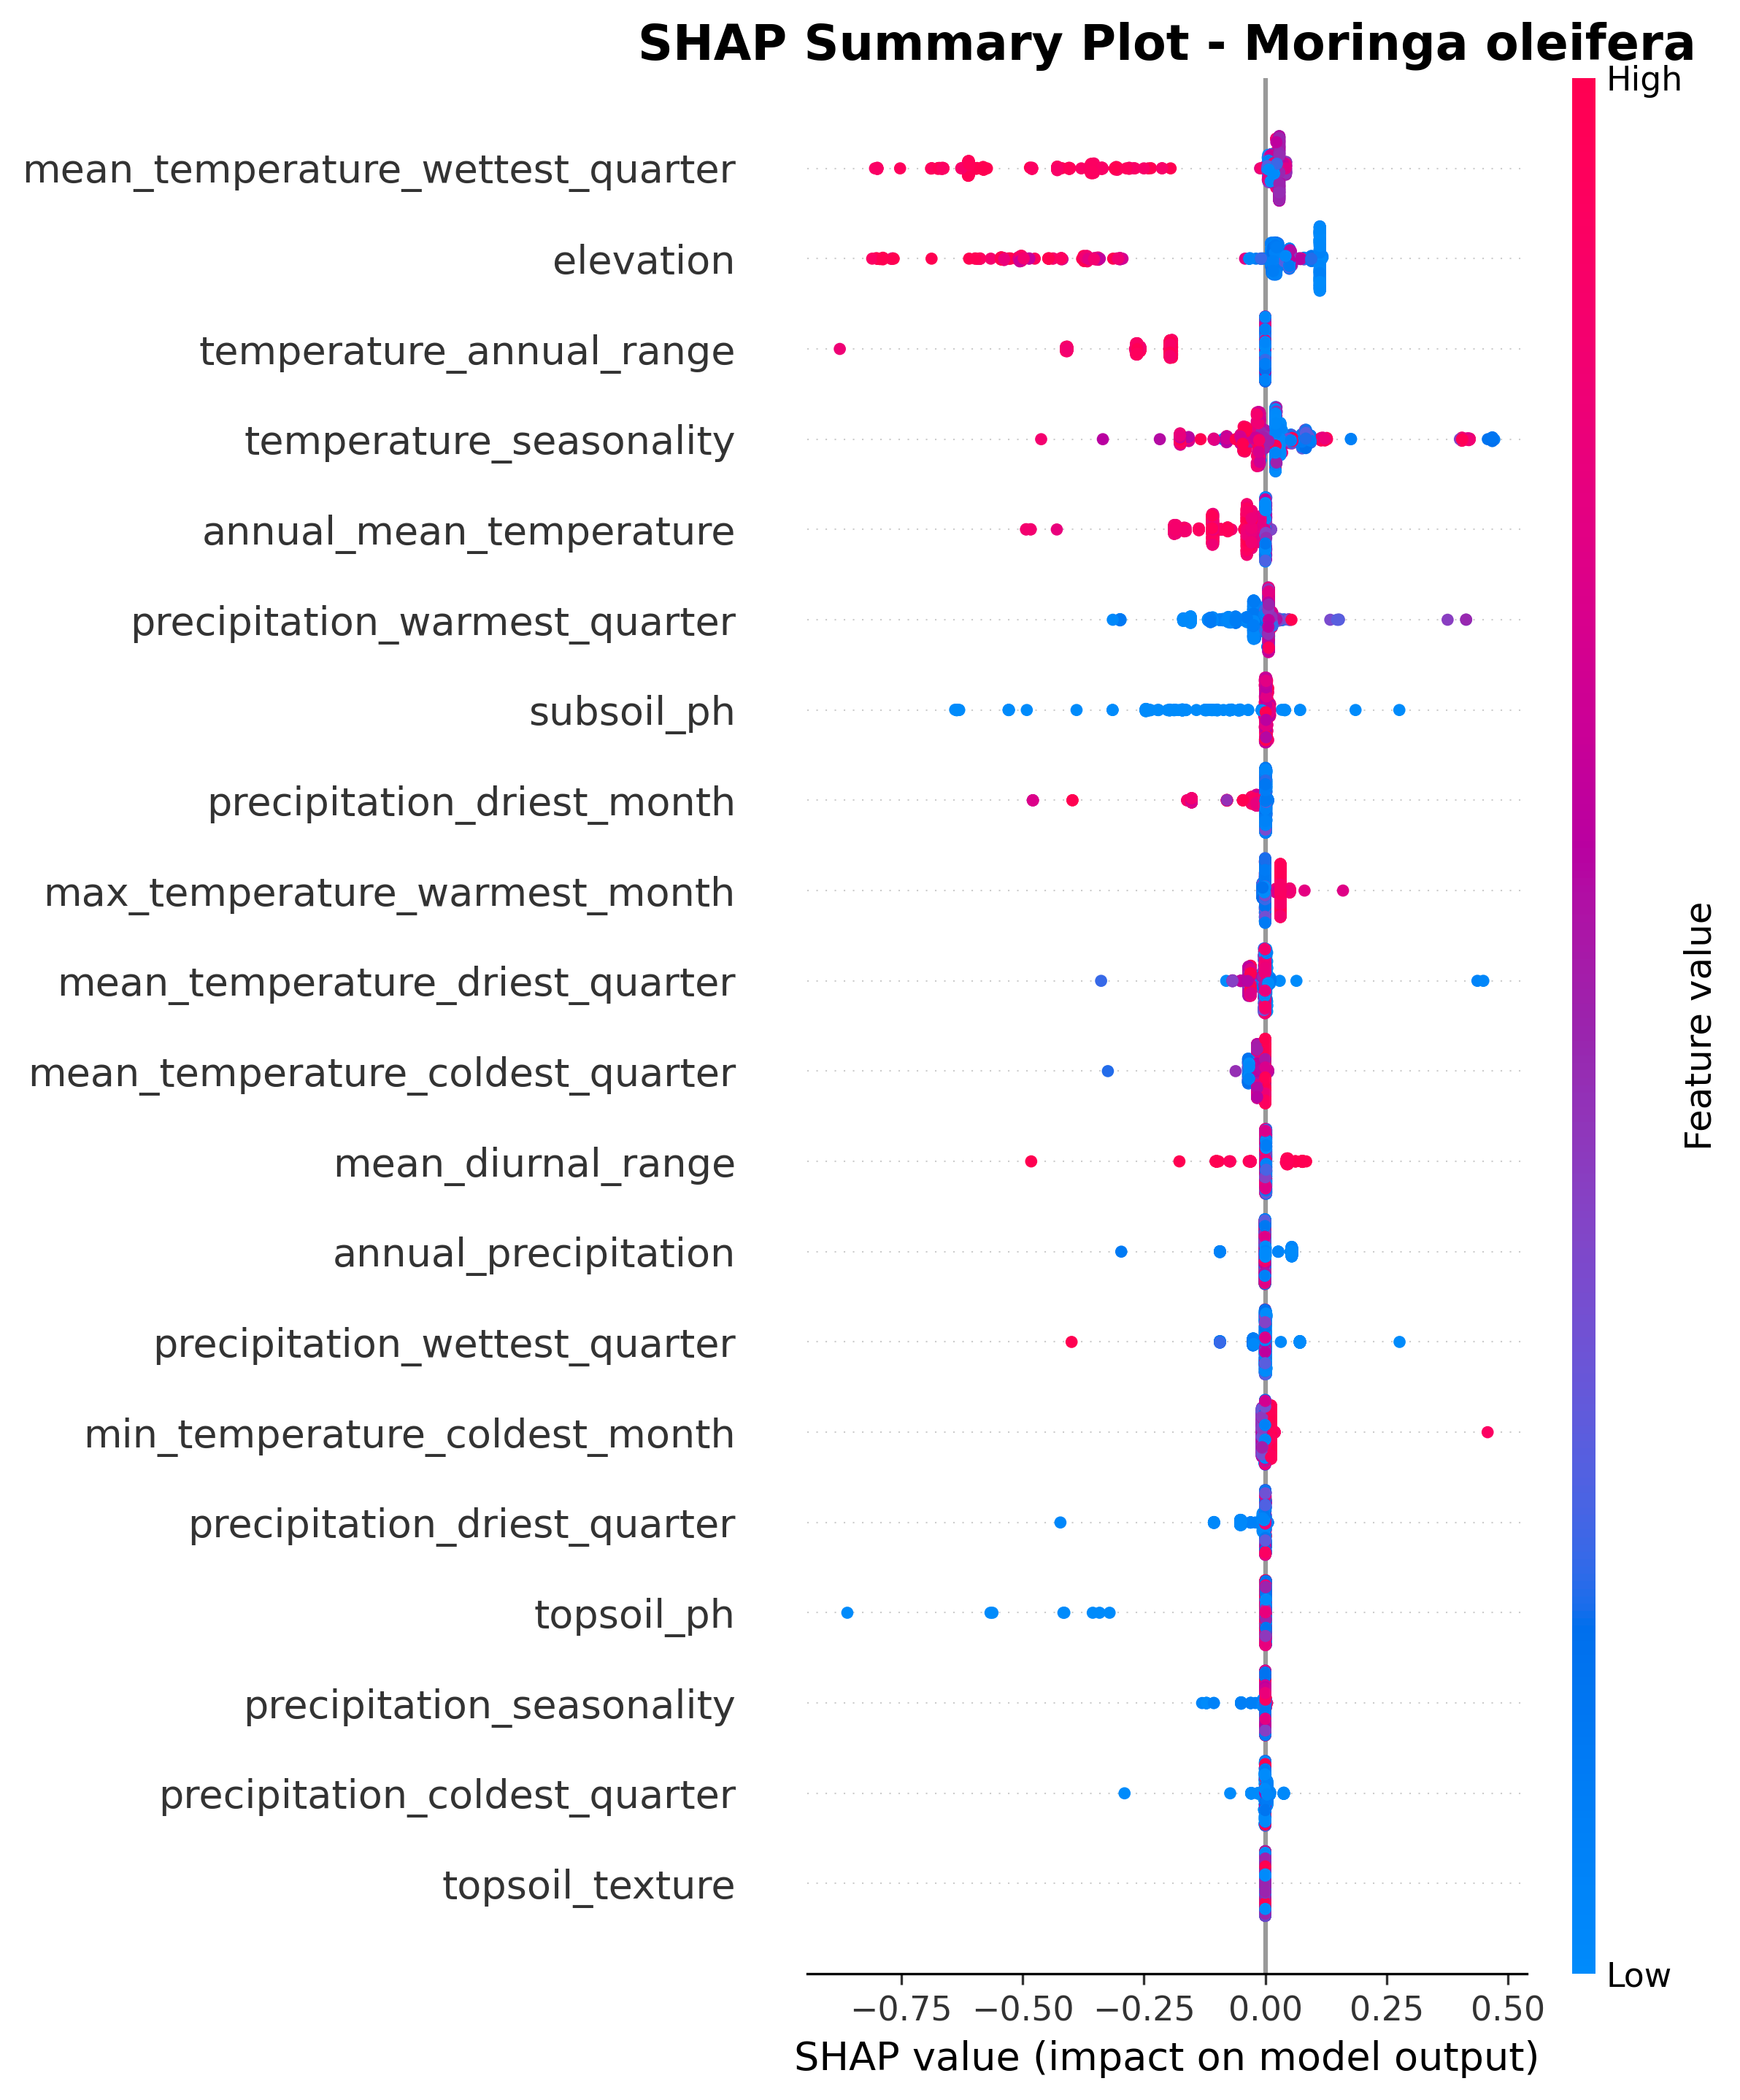 SHAP Summary Plot - Moringa oleifera
High
mean_temperature_wettest_quarter
elevation
temperature_annual_range
temperature_seasonality
annual_mean_temperature
precipitation_warmest_quarter
subsoil_ph
precipitation_driest_month
max_temperature_warmest_month
mean_temperature_driest_quarter
mean_temperature_coldest_quarter
mean_diurnal_range
annual_precipitation
precipitation_wettest_quarter
min_temperature_coldest_month
precipitation_driest_quarter
topsoil_ph
precipitation_seasonality
precipitation_coldest_quarter
topsoil_texture
Feature value
Low
−0.75 −0.50 −0.25 0.00 0.25 0.50
SHAP value (impact on model output)